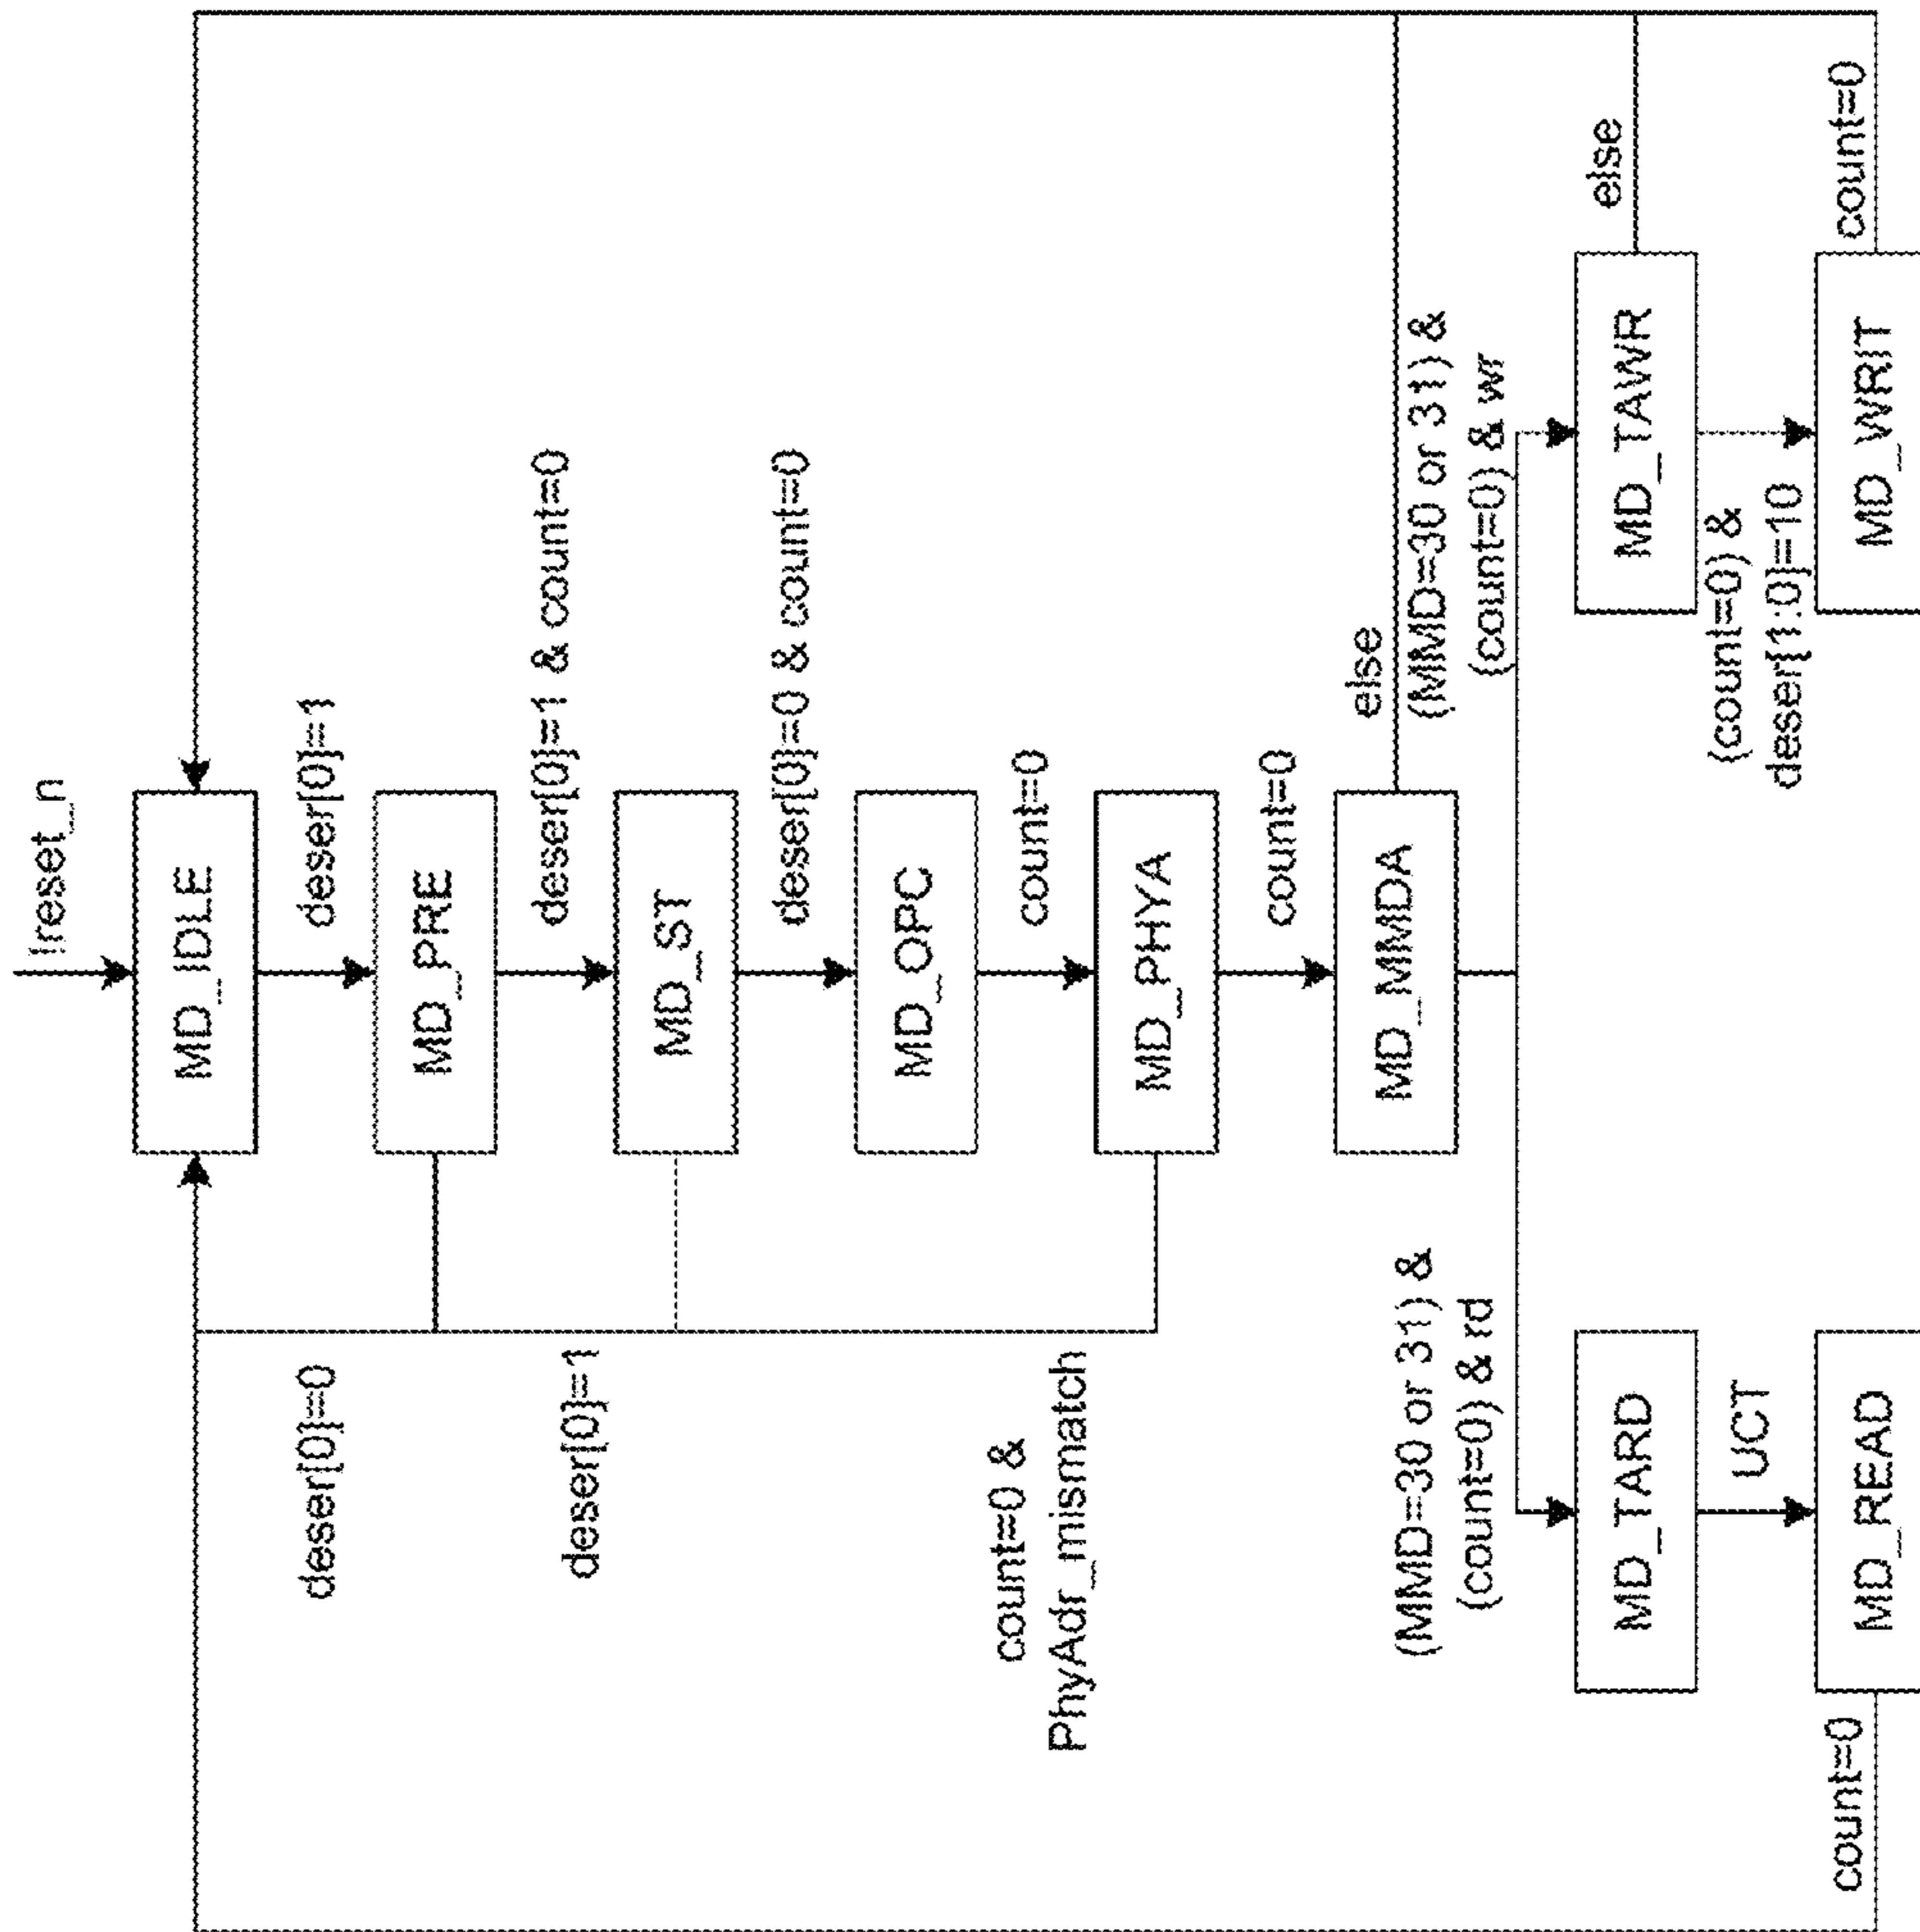 !reset_n
MD_IDLE
deser[0]=1
MD_PRE
deser[0]=0
deser[0]=1 & count=0
MD_ST
deser[0]=1
deser[0]=0 & count=0
MD_OPC
count=0
count=0 &
PhyAdr_mismatch
MD_PHYA
count=0
MD_MMDA
else
(MMD=30 or 31) &
(count=0) & rd
(MMD=30 or 31) &
(count=0) & wr
MD_TARD
MD_TAWR
else
UCT
(count=0) &
deser[1:0]=10
count=0
MD_READ
MD_WRIT
count=0